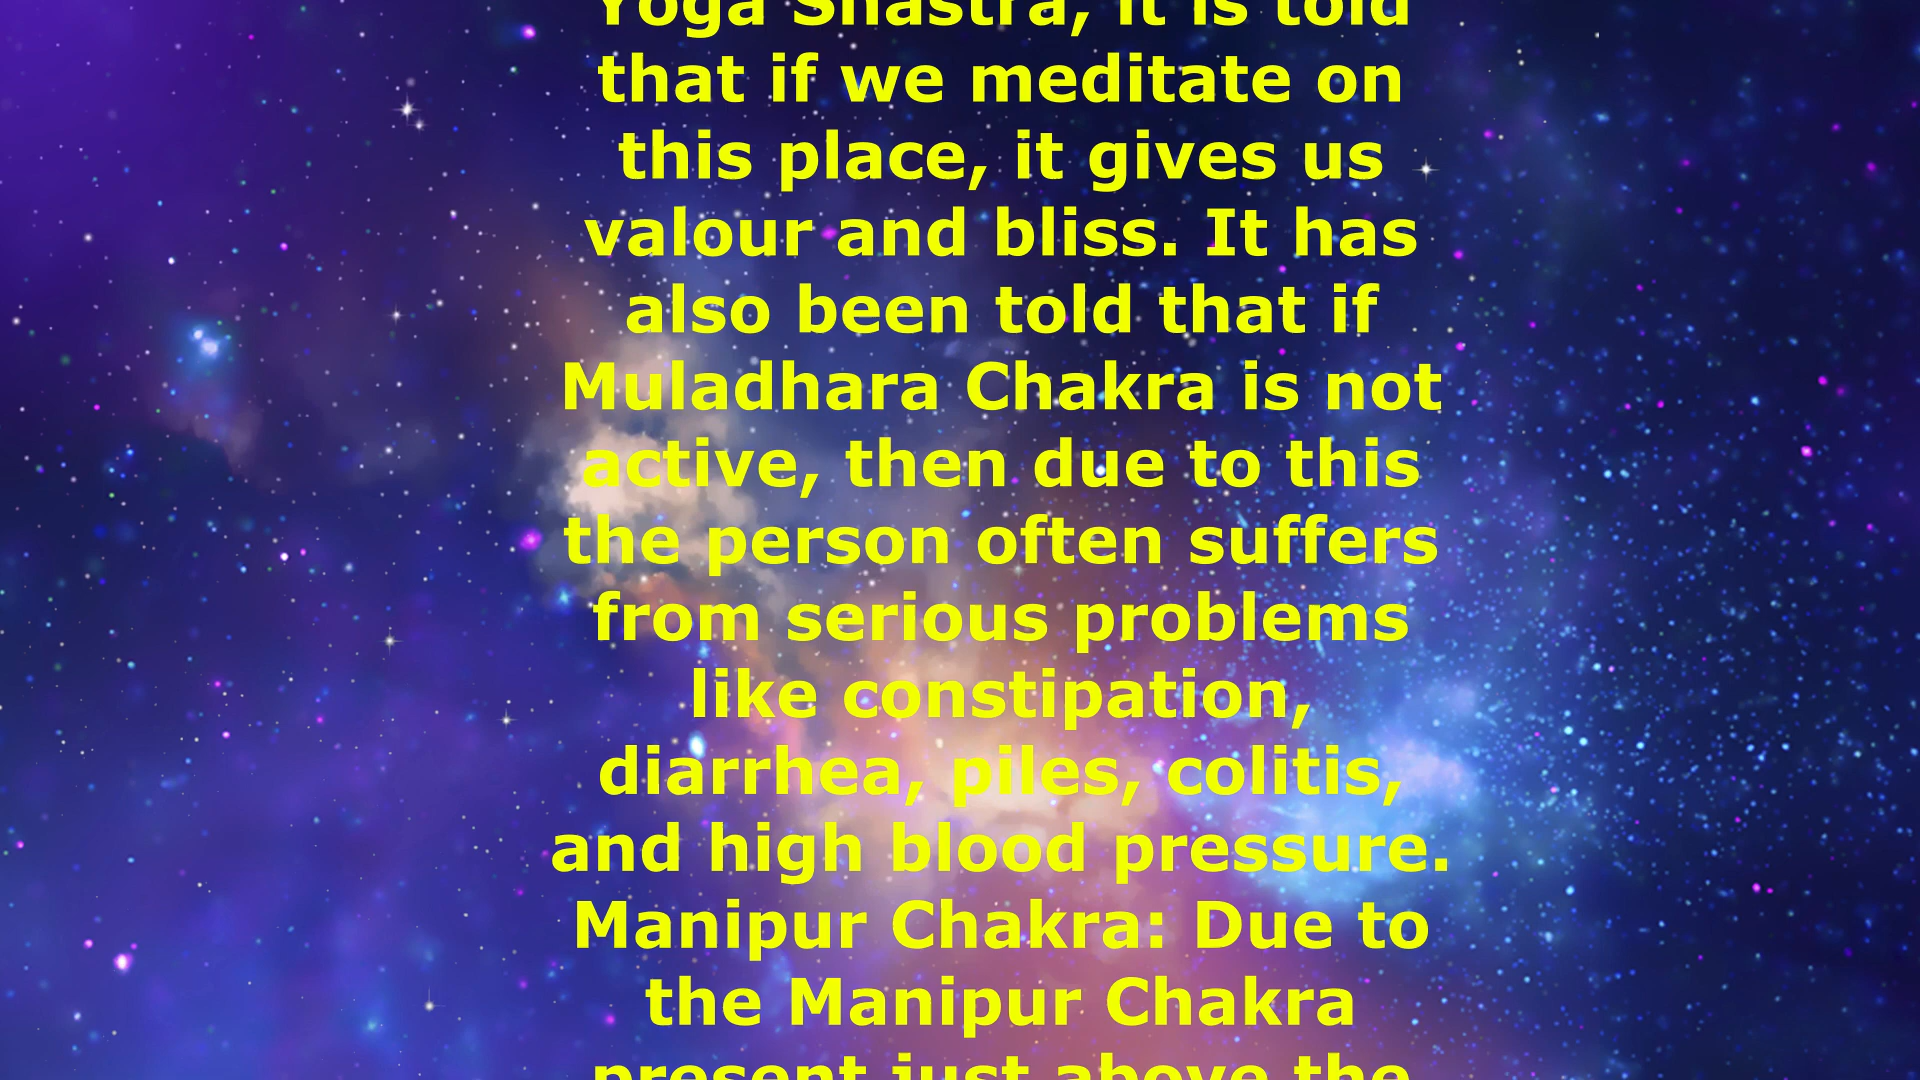 Yoga Shastra, it is told
that if we meditate on
this place, it gives us
valour and bliss. It has
also been told that if
Muladhara Chakra is not
active, then due to this
the person often suffers
from serious problems
like constipation,
diarrhea, piles, colitis,
and high blood pressure.
Manipur Chakra: Due to
the Manipur Chakra
present just above the